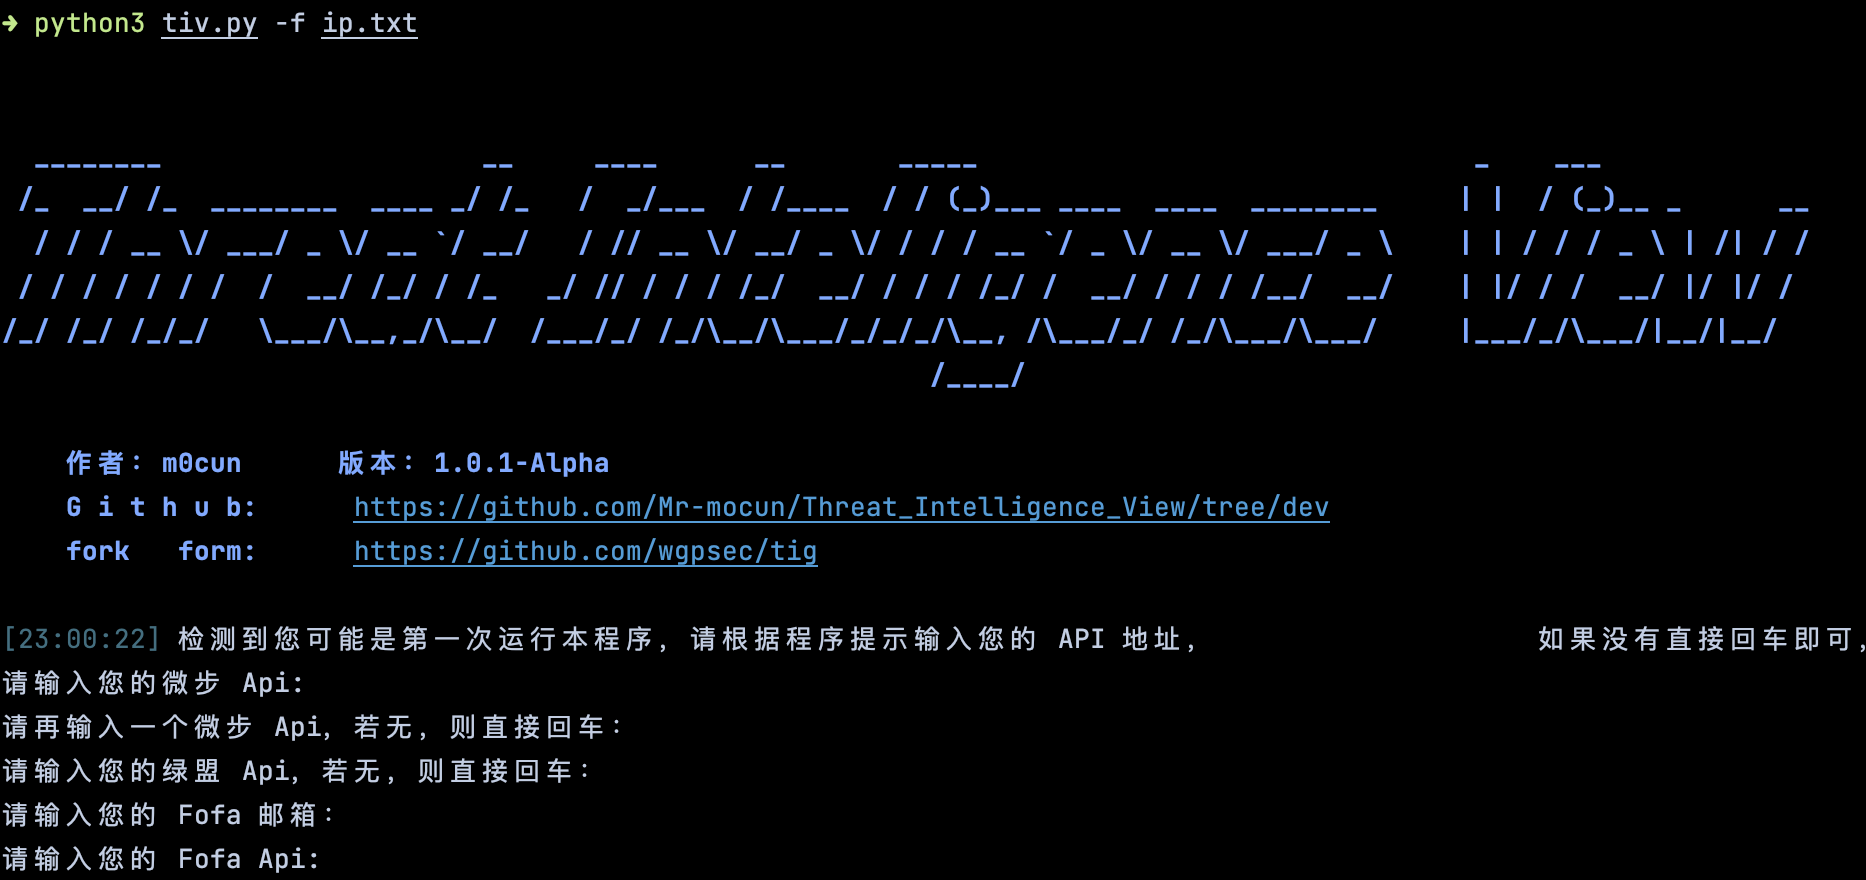 → python3 tiv.py -f ip.txt
Threat Intelligence View
作者：m0cun 版本：1.0.1-Alpha
Github: https://github.com/Mr-mocun/Threat_Intelligence_View/tree/dev
fork form: https://github.com/wgpsec/tig
[23:00:22] 检测到您可能是第一次运行本程序，请根据程序提示输入您的 API 地址， 如果没有直接回车即可，
请输入您的微步 Api:
请再输入一个微步 Api，若无，则直接回车：
请输入您的绿盟 Api，若无，则直接回车：
请输入您的 Fofa 邮箱：
请输入您的 Fofa Api: